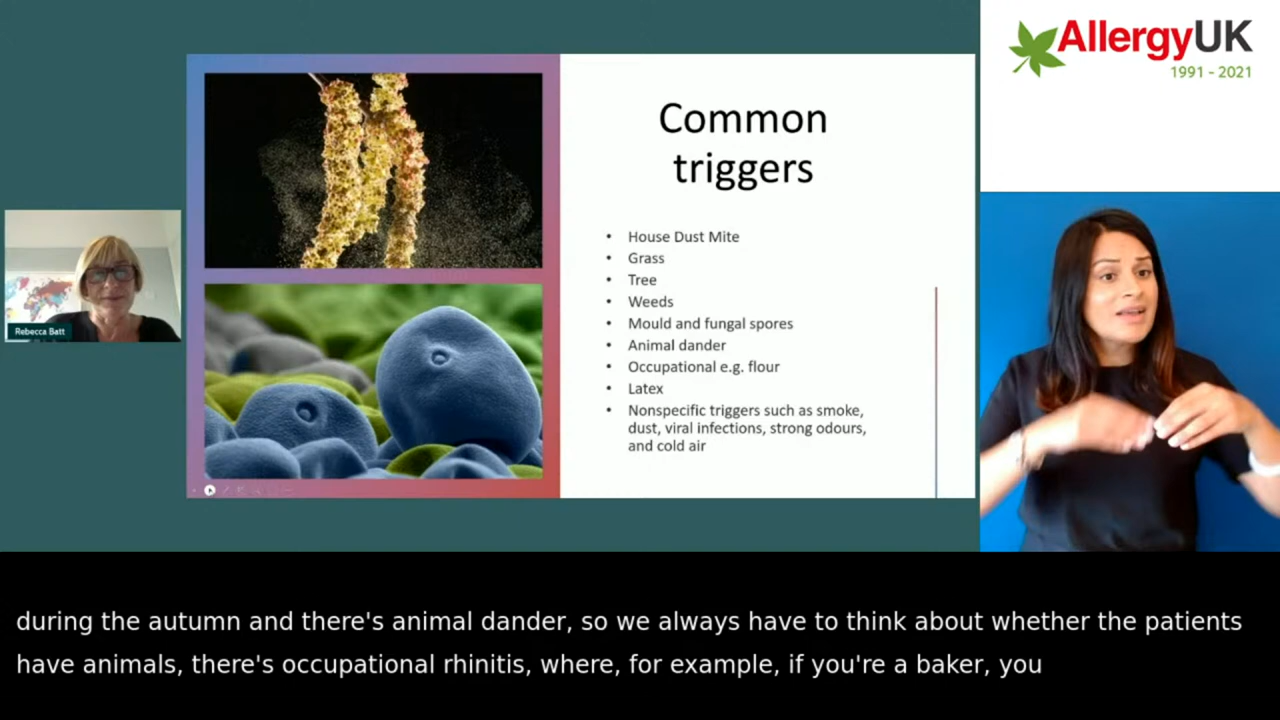 AllergyUK
1991 - 2021
Common
triggers
• House Dust Mite
• Grass
• Tree
• Weeds
• Mould and fungal spores
• Animal dander
• Occupational e.g. flour
• Latex
• Nonspecific triggers such as smoke,
dust, viral infections, strong odours,
and cold air
Rebecca Batt
during the autumn and there's animal dander, so we always have to think about whether the patients
have animals, there's occupational rhinitis, where, for example, if you're a baker, you